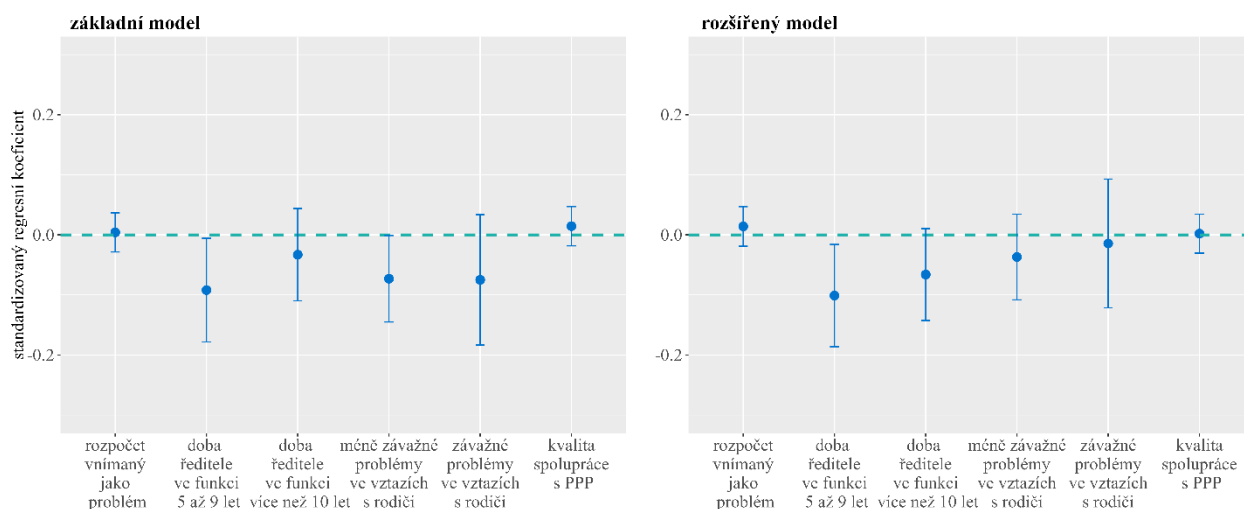 základní model
rozšířený model
standardizovaný regresní koeficient
0.2
0.0
-0.2
rozpočet
vnímaný
jako
problém
doba
ředitele
ve funkci
5 až 9 let
doba
ředitele
ve funkci
více než 10 let
méně závažné
problémy
ve vztazích
s rodiči
závažné
problémy
ve vztazích
s rodiči
kvalita
spolupráce
s PPP
0.2
0.0
-0.2
rozpočet
vnímaný
jako
problém
doba
ředitele
ve funkci
5 až 9 let
doba
ředitele
ve funkci
více než 10 let
méně závažné
problémy
ve vztazích
s rodiči
závažné
problémy
ve vztazích
s rodiči
kvalita
spolupráce
s PPP